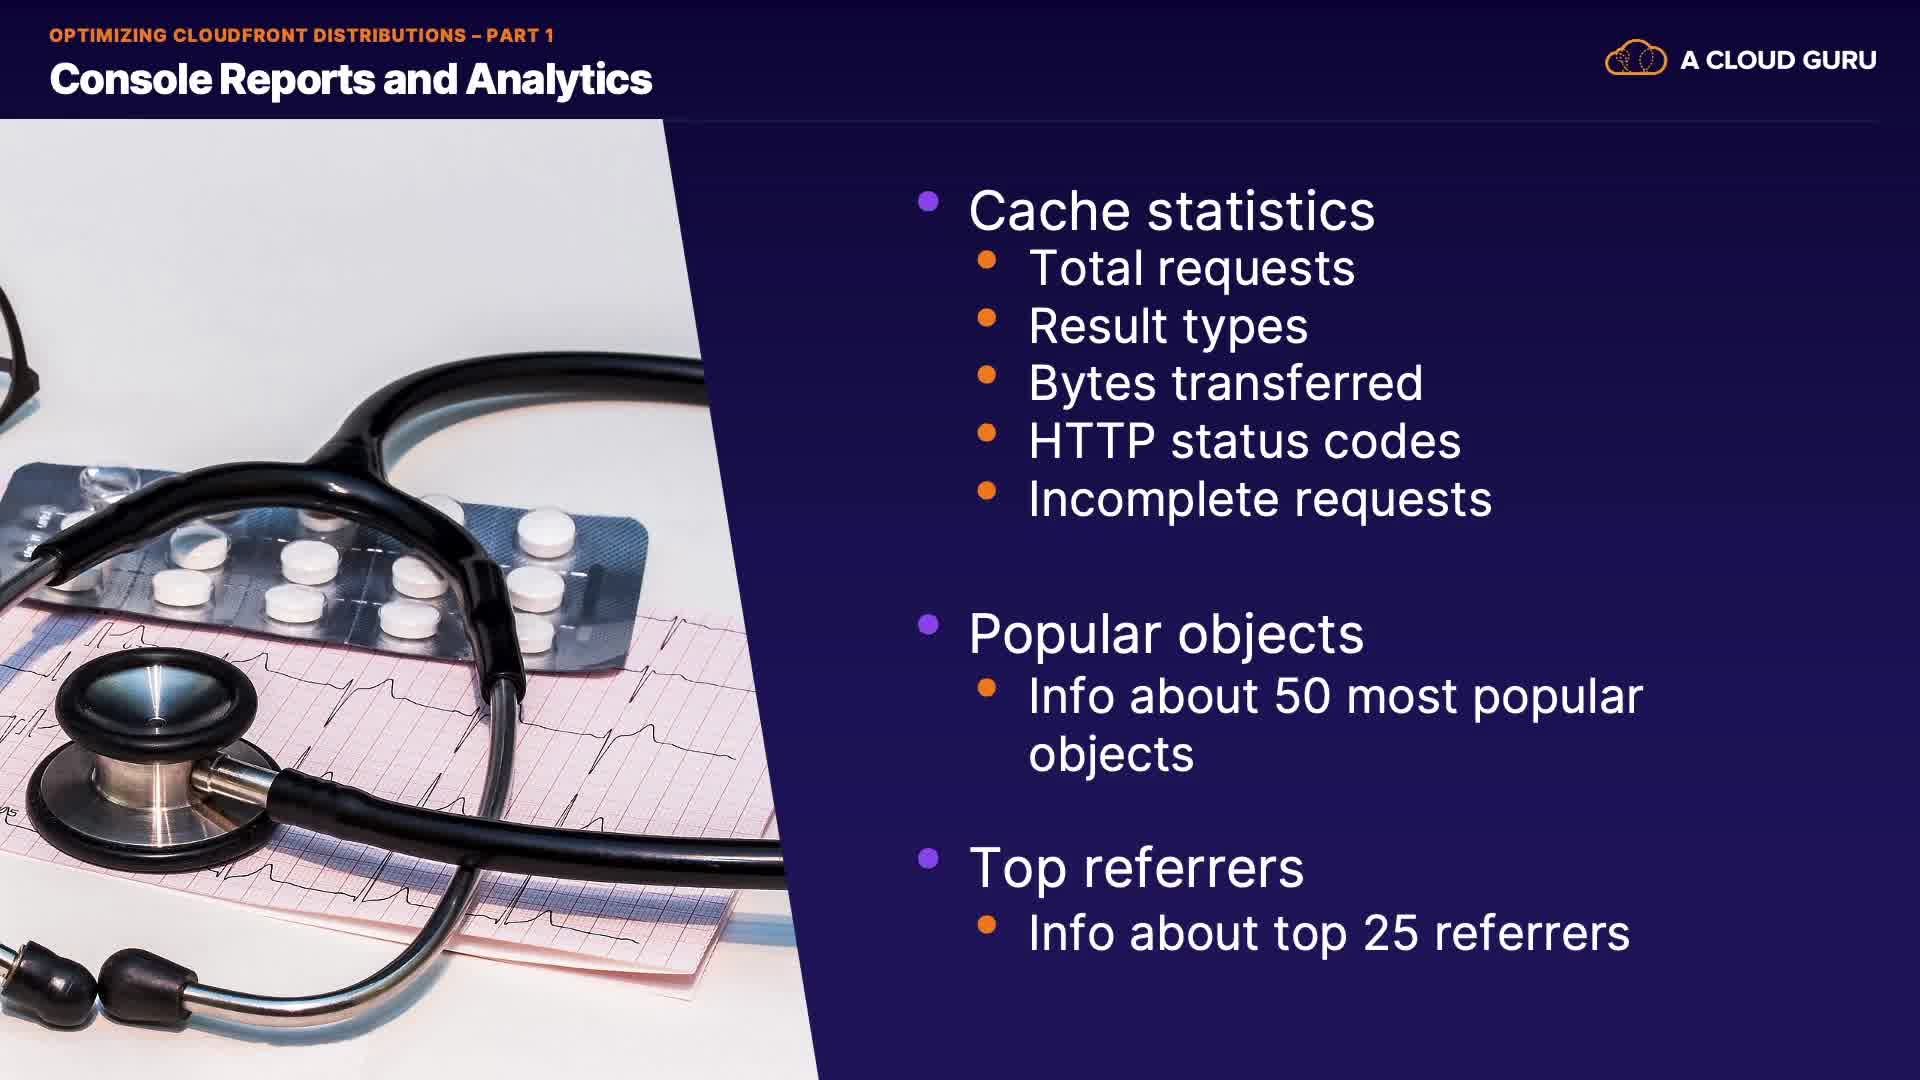 OPTIMIZING CLOUDFRONT DISTRIBUTIONS – PART 1
Console Reports and Analytics
A CLOUD GURU
Cache statistics
Total requests
Result types
Bytes transferred
HTTP status codes
Incomplete requests
Popular objects
Info about 50 most popular
objects
Top referrers
Info about top 25 referrers